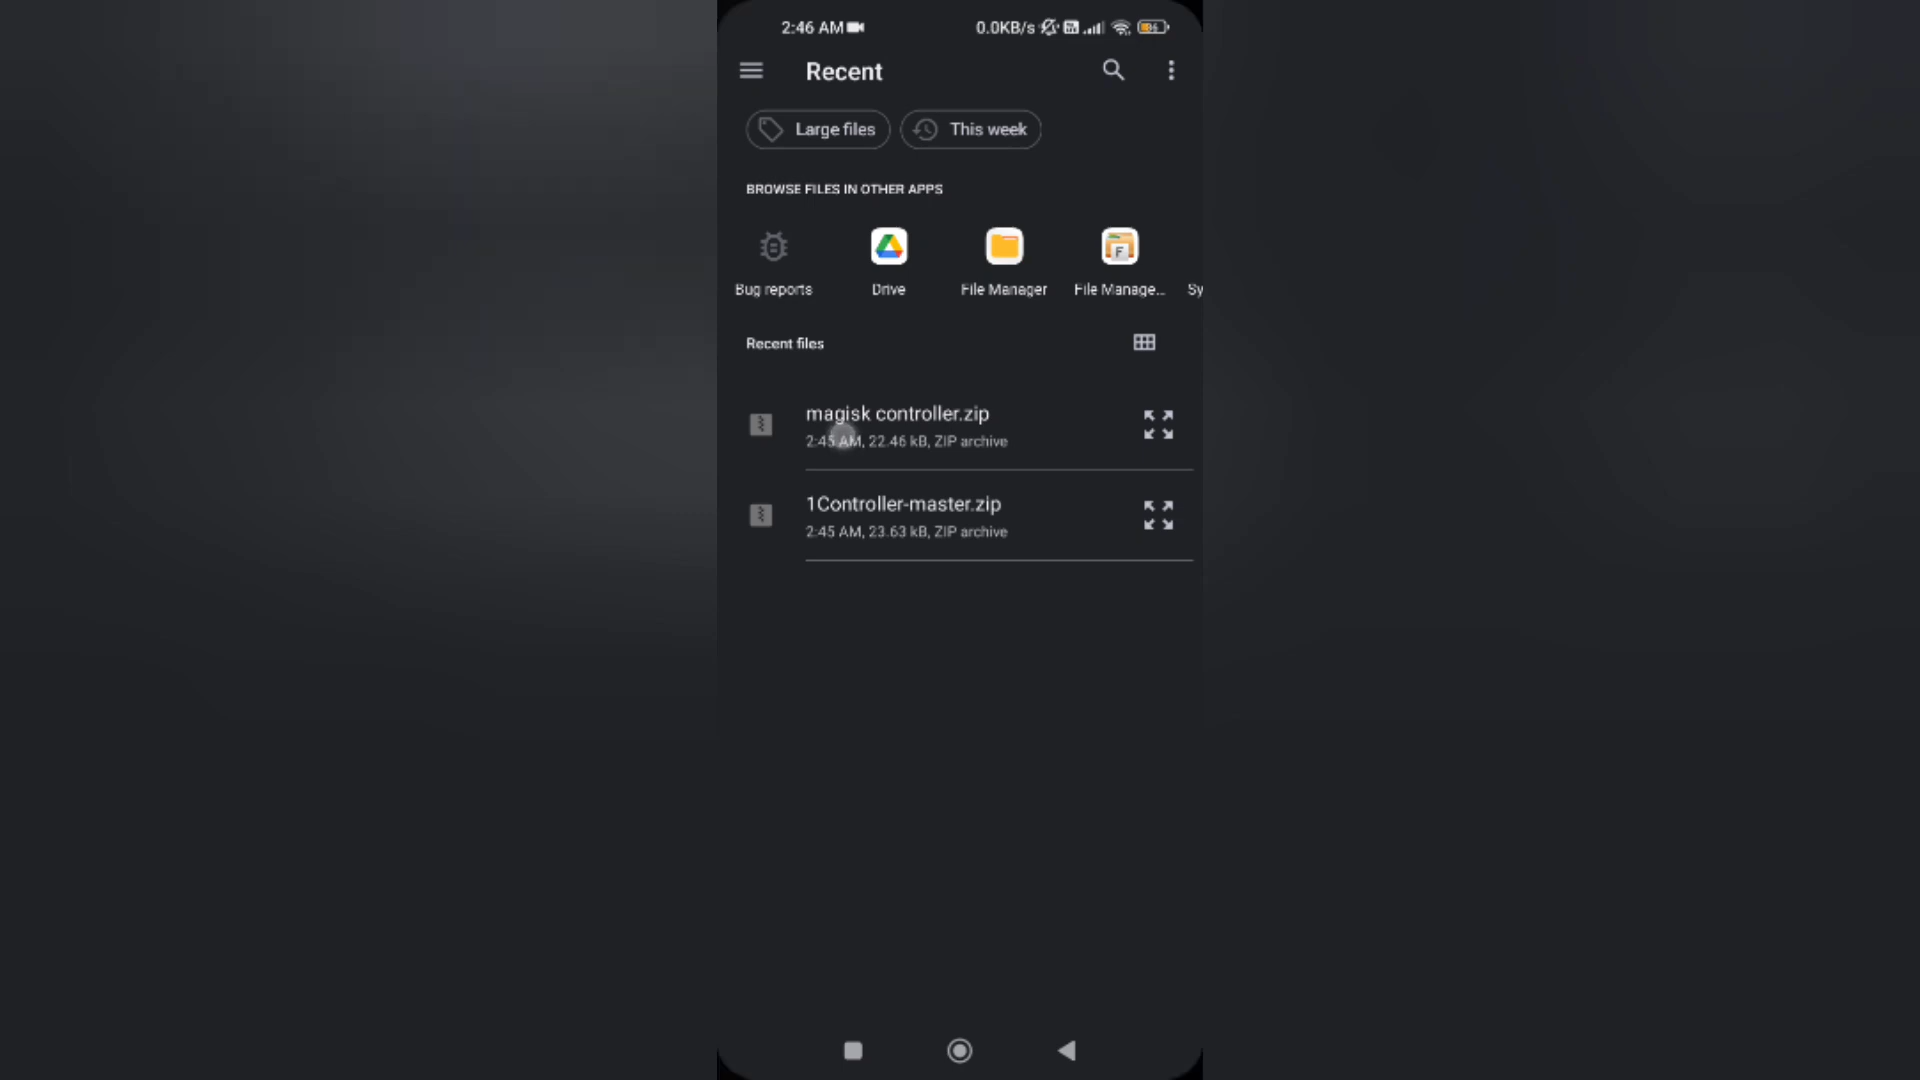 2:46 AM 0.0KB/s
Recent
Large files This week
BROWSE FILES IN OTHER APPS
Bug reports Drive File Manager File Manage... Sy
Recent files
magisk controller.zip
2:45 AM, 22.46 kB, ZIP archive
1Controller-master.zip
2:45 AM, 23.63 kB, ZIP archive